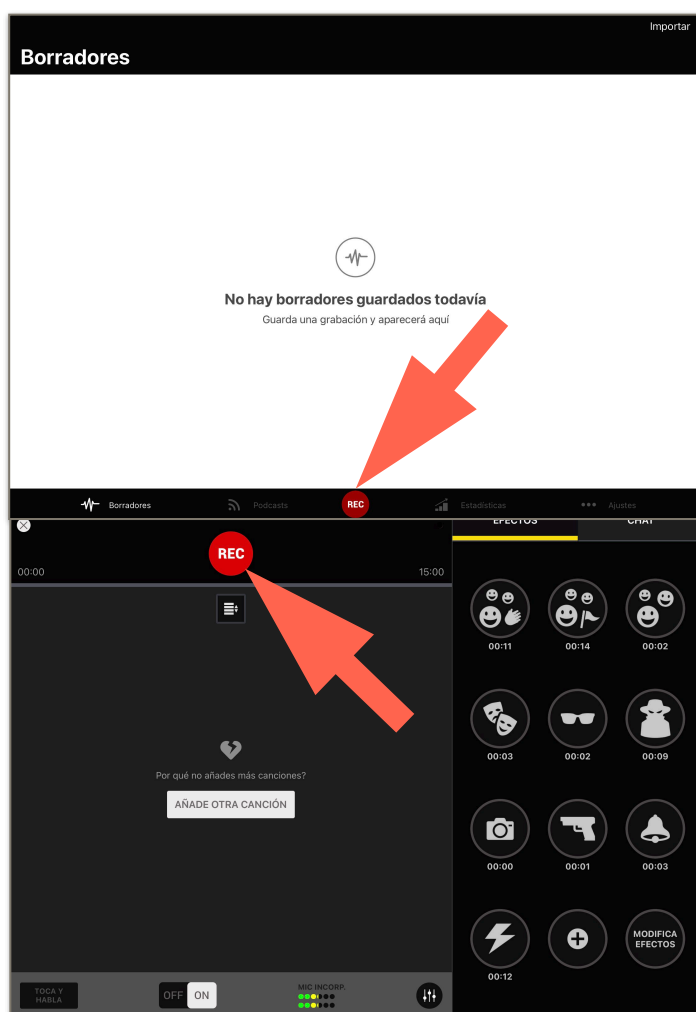 Importar
Borradores
No hay borradores guardados todavía
Guarda una grabación y aparecerá aquí
Borradores
Podcasts
REC
Estadísticas
Ajustes
REC
00:00
15:00
EFECTOS
CHAT
00:11
00:14
00:02
00:03
00:02
00:09
Por qué no añades más canciones?
AÑADE OTRA CANCIÓN
00:00
00:01
00:03
MODIFICA
EFECTOS
00:12
TOCA Y
HABLA
OFF
ON
MIC INCORP.